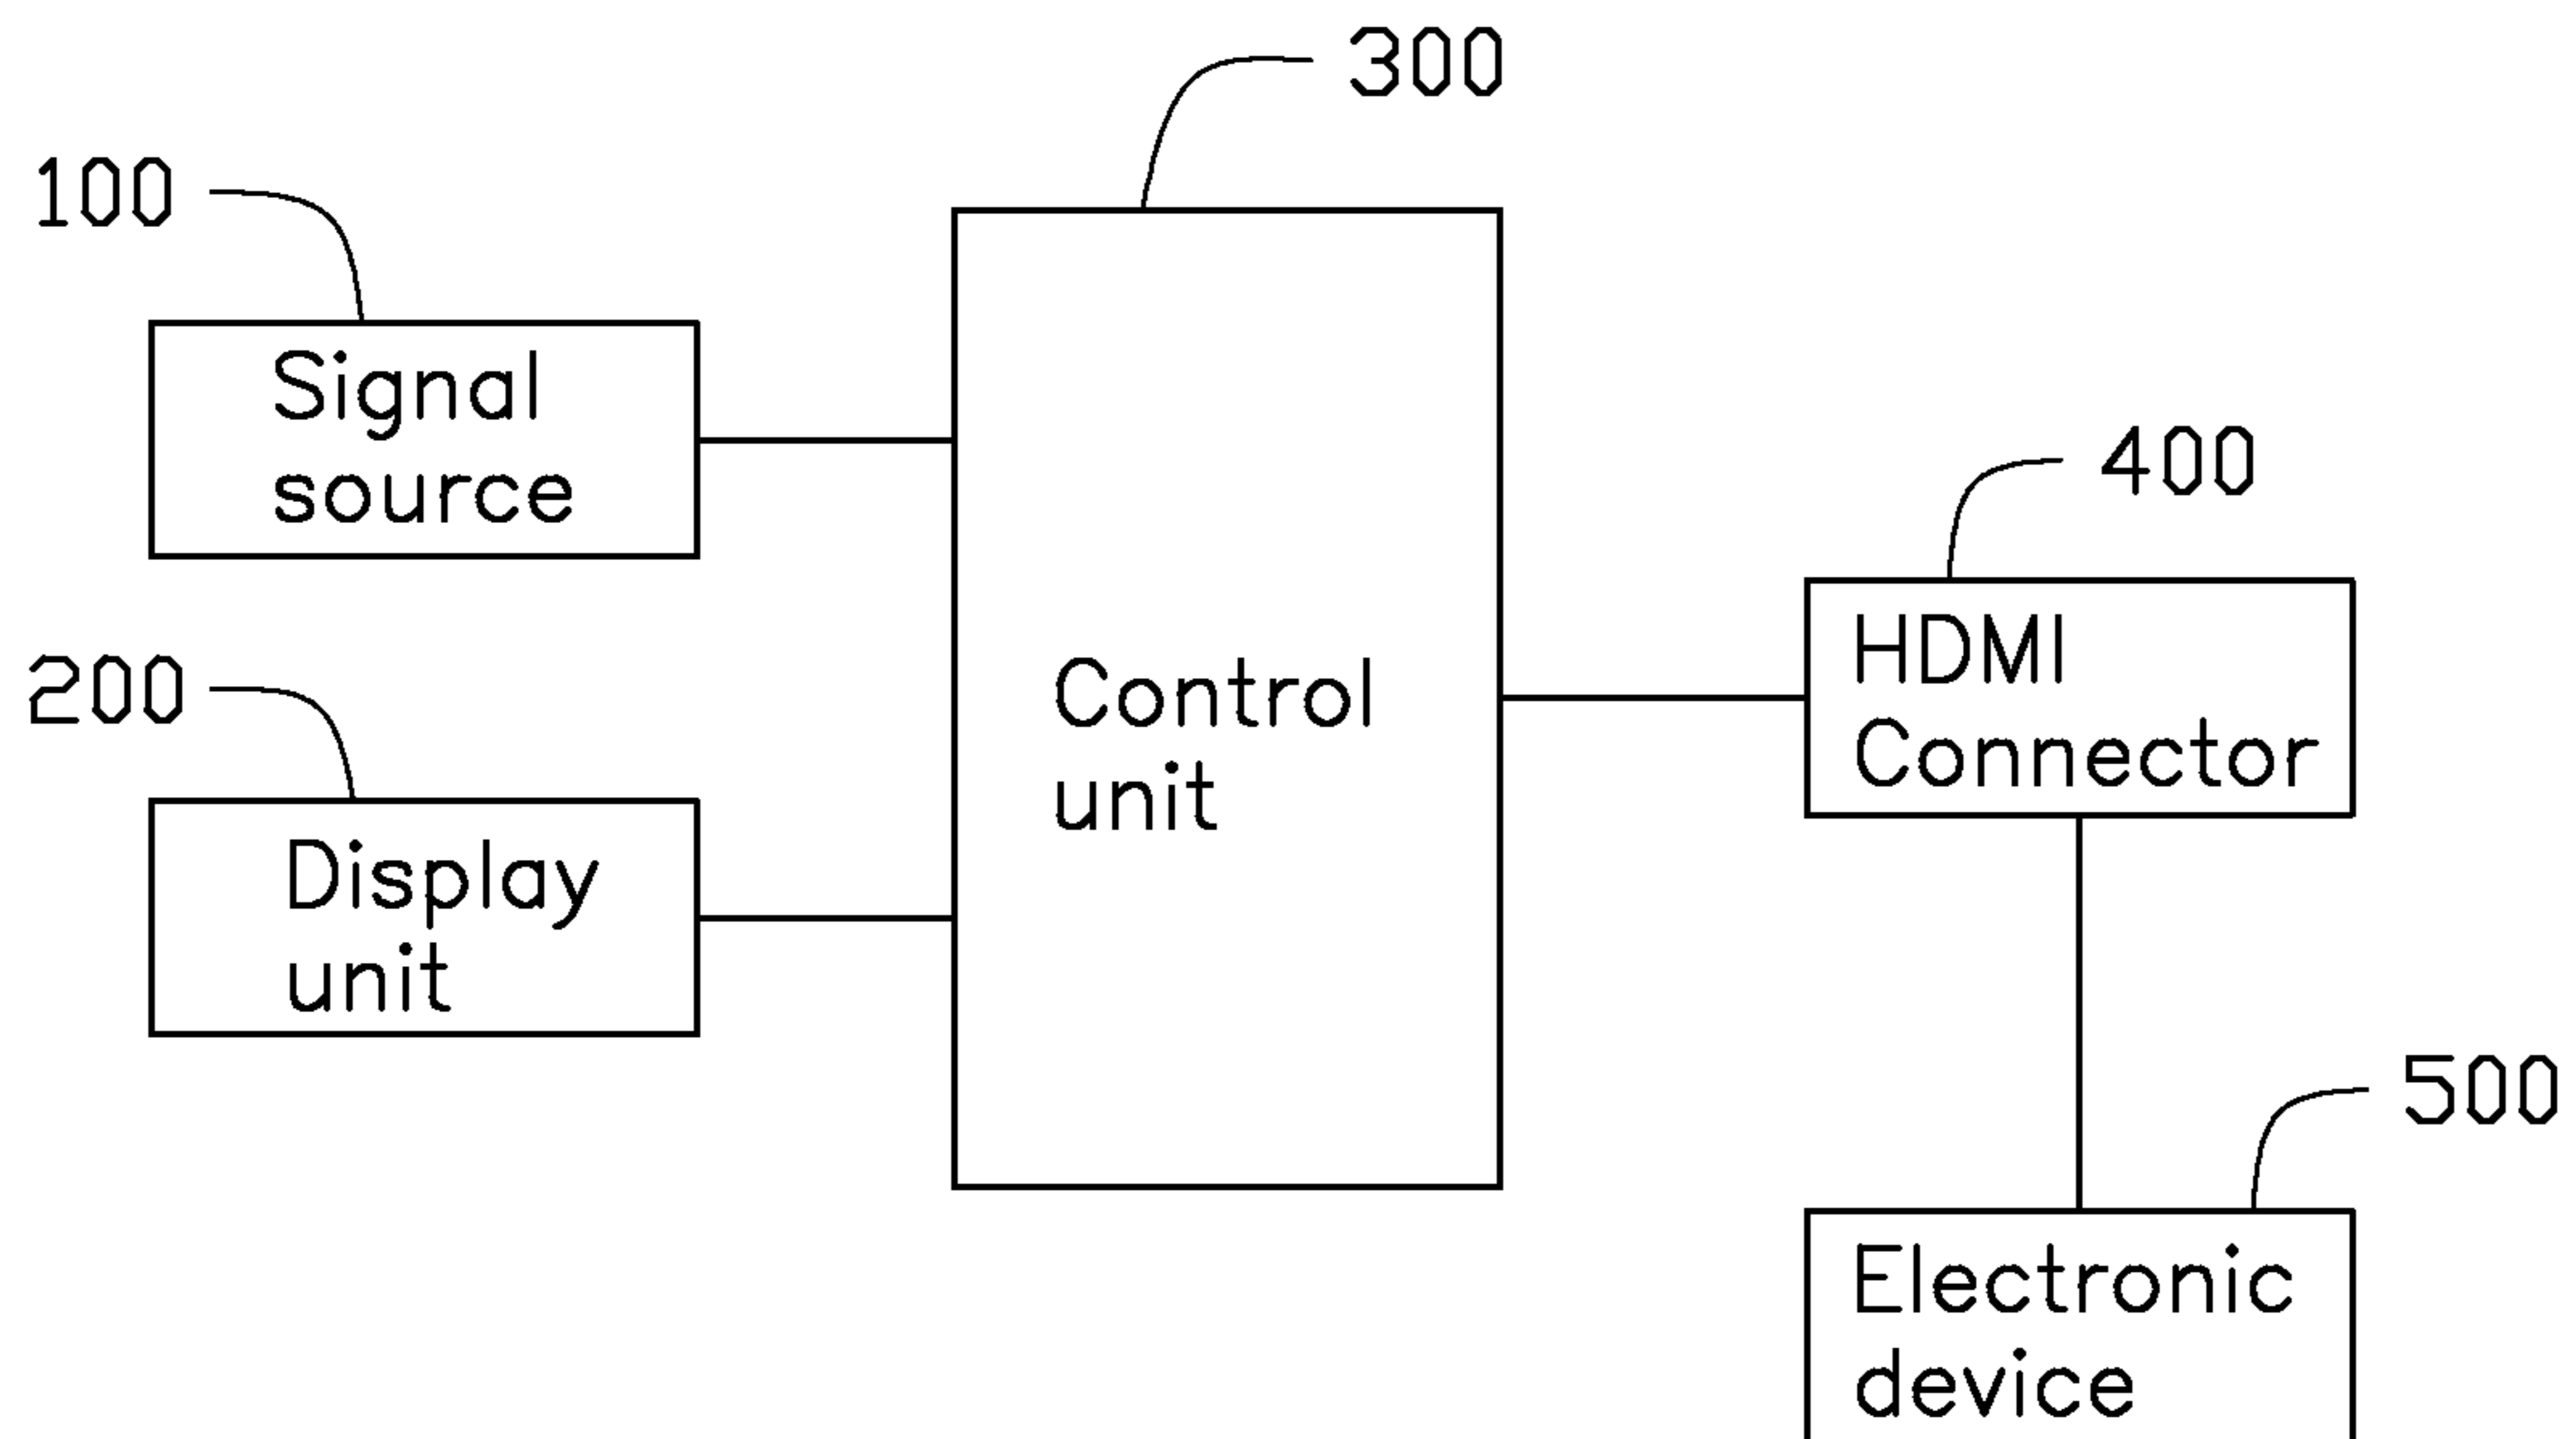 300
100
Signal
source
400
HDMI
Connector
Control
unit
200
Display
unit
500
Electronic
device